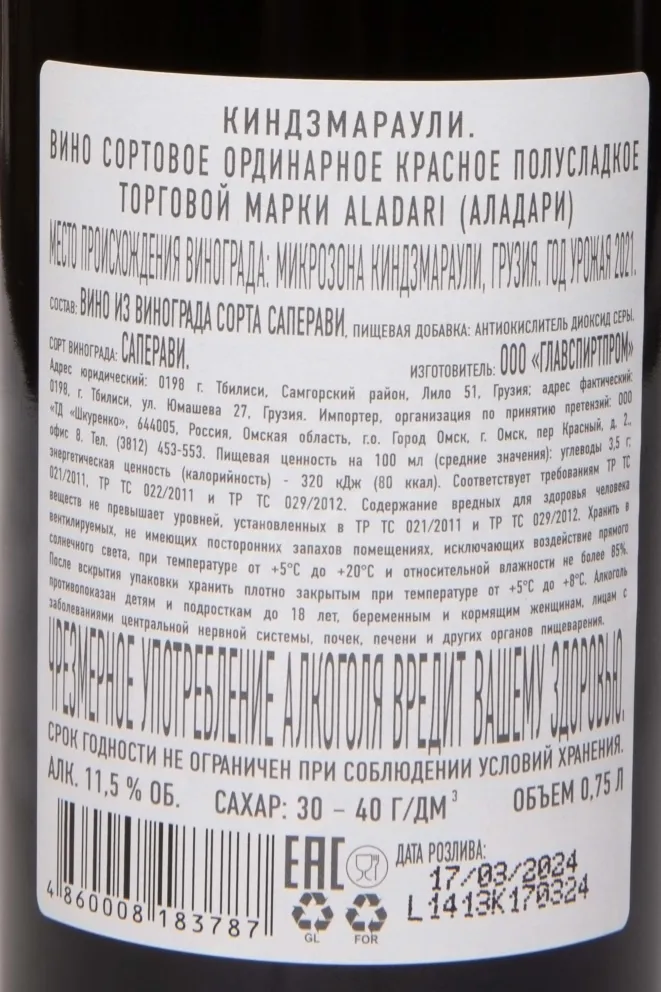 КИНДЗМАРАУЛИ.
ВИНО СОРТОВОЕ ОРДИНАРНОЕ КРАСНОЕ ПОЛУСЛАДКОЕ
ТОРГОВОЙ МАРКИ ALADARI (АЛАДАРИ)
МЕСТО ПРОИСХОЖДЕНИЯ ВИНОГРАДА: МИКРОЗОНА КИНДЗМАРАУЛИ, ГРУЗИЯ. ГОД УРОЖАЯ 2021.
СОСТАВ: ВИНО ИЗ ВИНОГРАДА СОРТА САПЕРАВИ, ПИЩЕВАЯ ДОБАВКА: АНТИОКИСЛИТЕЛЬ ДИОКСИД СЕРЫ.
СОРТ ВИНОГРАДА: САПЕРАВИ. ИЗГОТОВИТЕЛЬ: ООО «ГЛАВСПИРТПРОМ»
Адрес юридический: 0198 г. Тбилиси, Самгорский район, Лило 51, Грузия; адрес фактический:
0198, г. Тбилиси, ул. Юмашева 27, Грузия. Импортер, организация по принятию претензий: ООО
«ТД «Шкуренко», 644005, Россия, Омская область, г.о. Город Омск, г. Омск, пер Красный, д. 2,
офис 8. Тел. (3812) 453-553. Пищевая ценность на 100 мл (средние значения): углеводы 3,5 г;
энергетическая ценность (калорийность) - 320 кДж (80 ккал). Соответствует требованиям ТР ТС
021/2011, ТР ТС 022/2011 и ТР ТС 029/2012. Содержание вредных для здоровья человека
веществ не превышает уровней, установленных в ТР ТС 021/2011 и ТР ТС 029/2012. Хранить в
вентилируемых, не имеющих посторонних запахов помещениях, исключающих воздействие прямого
солнечного света, при температуре от +5°С до +20°С и относительной влажности не более 85%.
После вскрытия упаковки хранить плотно закрытым при температуре от +5°С до +8°С. Алкоголь
противопоказан детям и подросткам до 18 лет, беременным и кормящим женщинам, лицам с
заболеваниями центральной нервной системы, почек, печени и других органов пищеварения.
ЧРЕЗМЕРНОЕ УПОТРЕБЛЕНИЕ АЛКОГОЛЯ ВРЕДИТ ВАШЕМУ ЗДОРОВЬЮ.
СРОК ГОДНОСТИ НЕ ОГРАНИЧЕН ПРИ СОБЛЮДЕНИИ УСЛОВИЙ ХРАНЕНИЯ.
АЛК. 11,5 % ОБ. САХАР: 30 – 40 Г/ДМ³ ОБЪЕМ 0,75 Л
EAC ДАТА РОЗЛИВА:
17/03/2024
L1413K170324
4 860008 183787
GL FOR